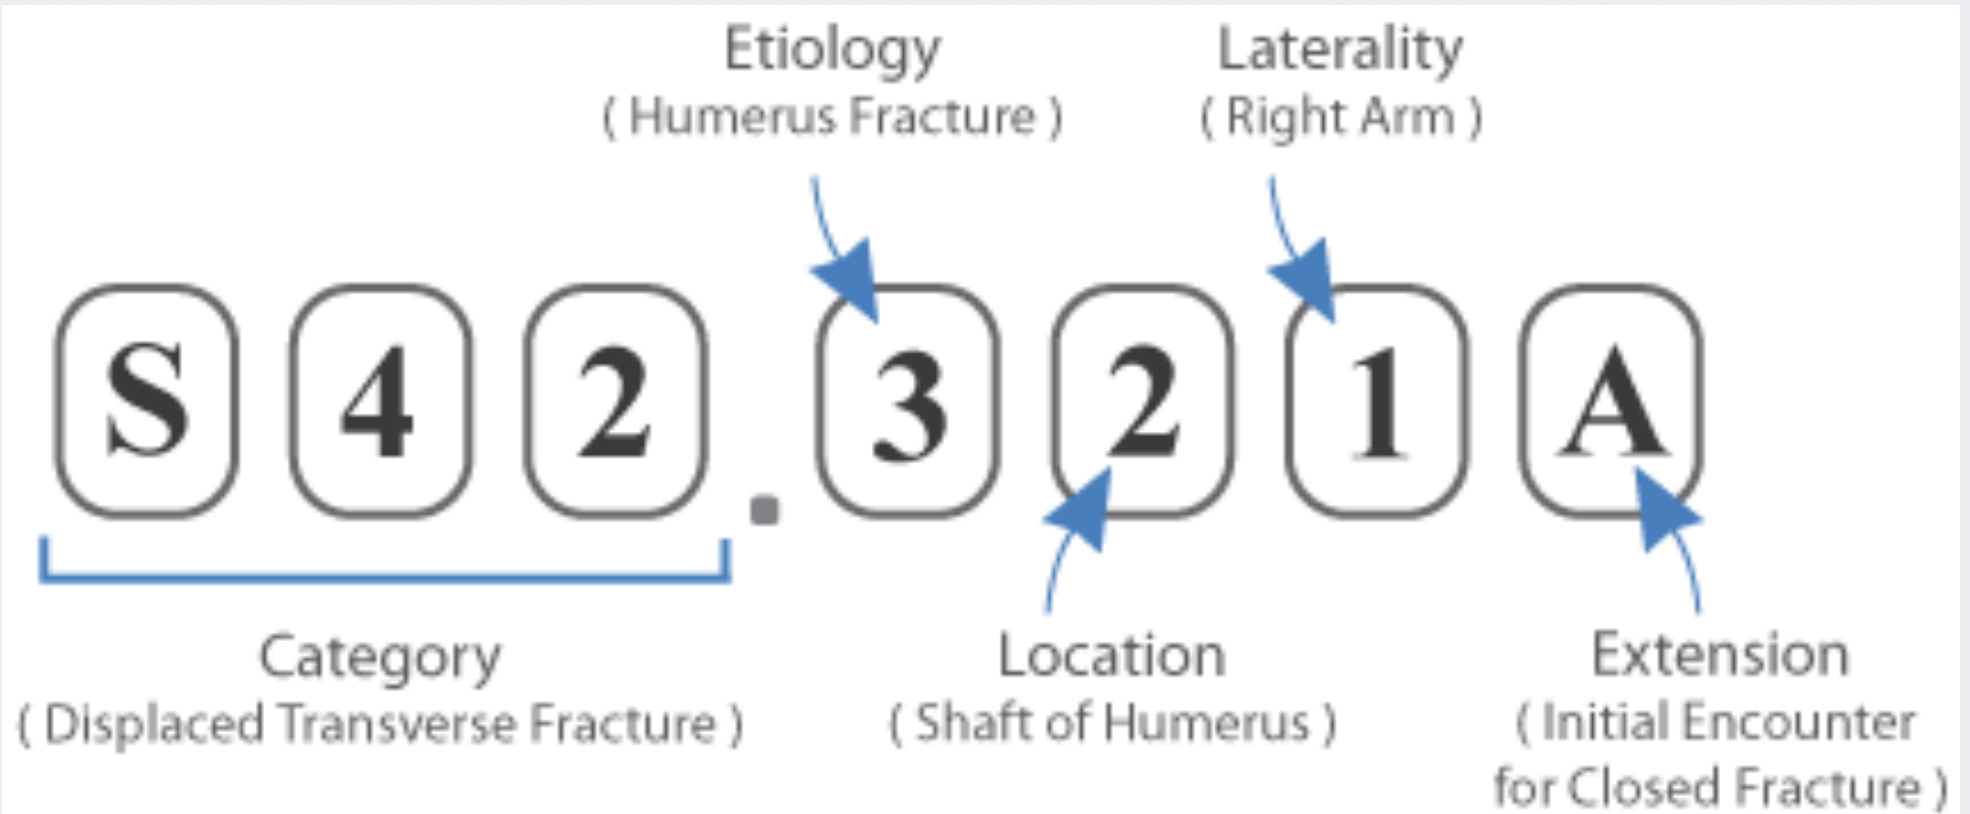 Etiology
( Humerus Fracture )
Laterality
( Right Arm )
S 4 2 . 3 2 1 A
Category
( Displaced Transverse Fracture )
Location
( Shaft of Humerus )
Extension
( Initial Encounter
for Closed Fracture )